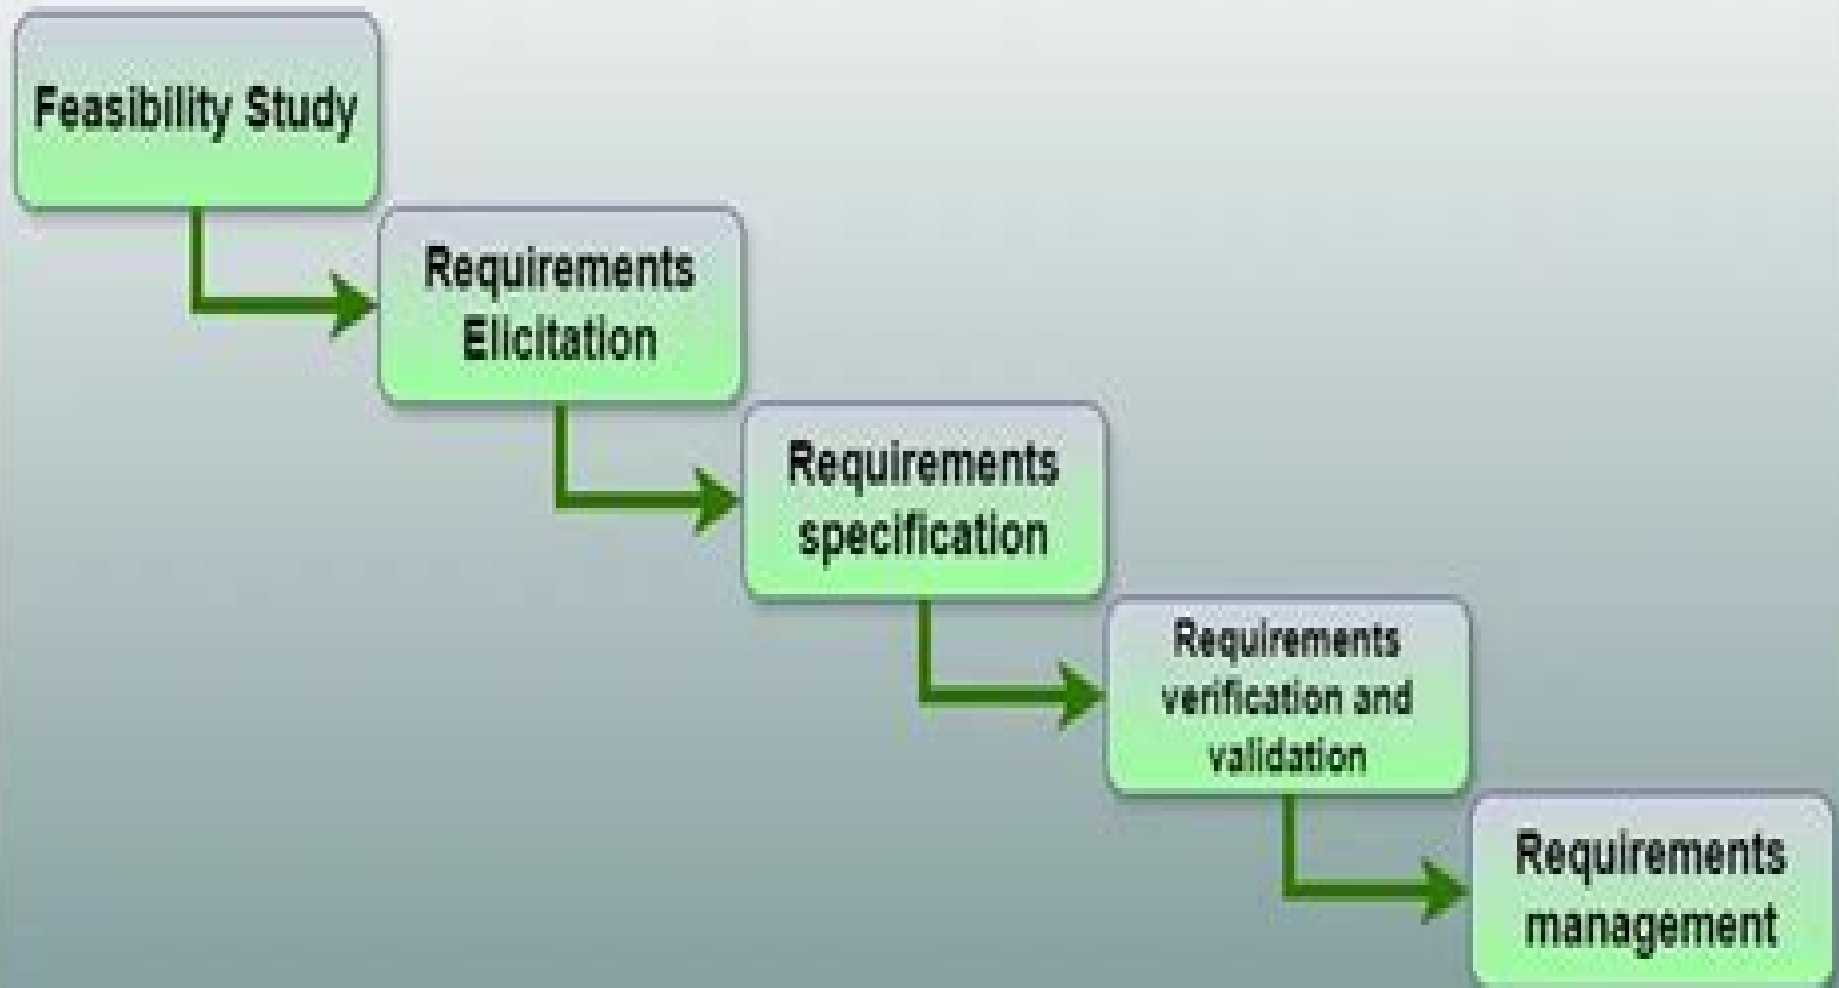 Feasibility Study
Requirements
Elicitation
Requirements
specification
Requirements
verification and
validation
Requirements
management